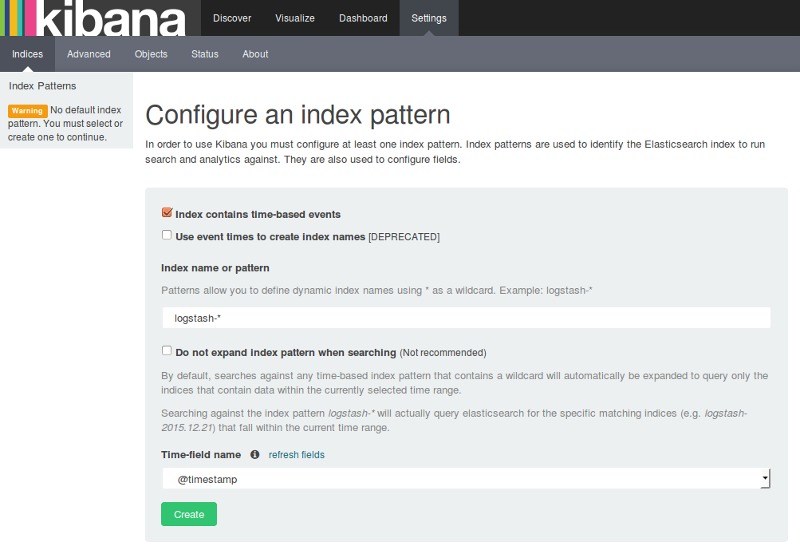 kibana
Discover
Visualize
Dashboard
Settings
Indices
Advanced
Objects
Status
About
Index Patterns
Warning No default index
pattern. You must select or
create one to continue.
Configure an index pattern
In order to use Kibana you must configure at least one index pattern. Index patterns are used to identify the Elasticsearch index to run
search and analytics against. They are also used to configure fields.
Index contains time-based events
Use event times to create index names [DEPRECATED]
Index name or pattern
Patterns allow you to define dynamic index names using * as a wildcard. Example: logstash-*
logstash-*
Do not expand index pattern when searching (Not recommended)
By default, searches against any time-based index pattern that contains a wildcard will automatically be expanded to query only the
indices that contain data within the currently selected time range.
Searching against the index pattern logstash-* will actually query elasticsearch for the specific matching indices (e.g. logstash-
2015.12.21) that fall within the current time range.
Time-field name refresh fields
@timestamp
Create